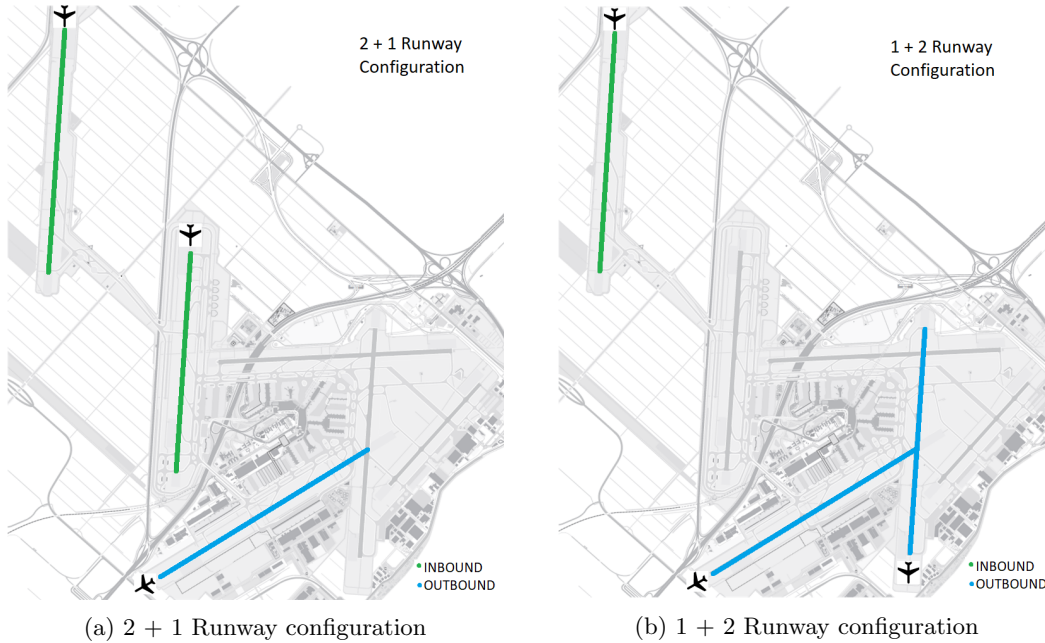 2 + 1 Runway
Configuration
INBOUND
OUTBOUND
(a) 2 + 1 Runway configuration
1 + 2 Runway
Configuration
INBOUND
OUTBOUND
(b) 1 + 2 Runway configuration